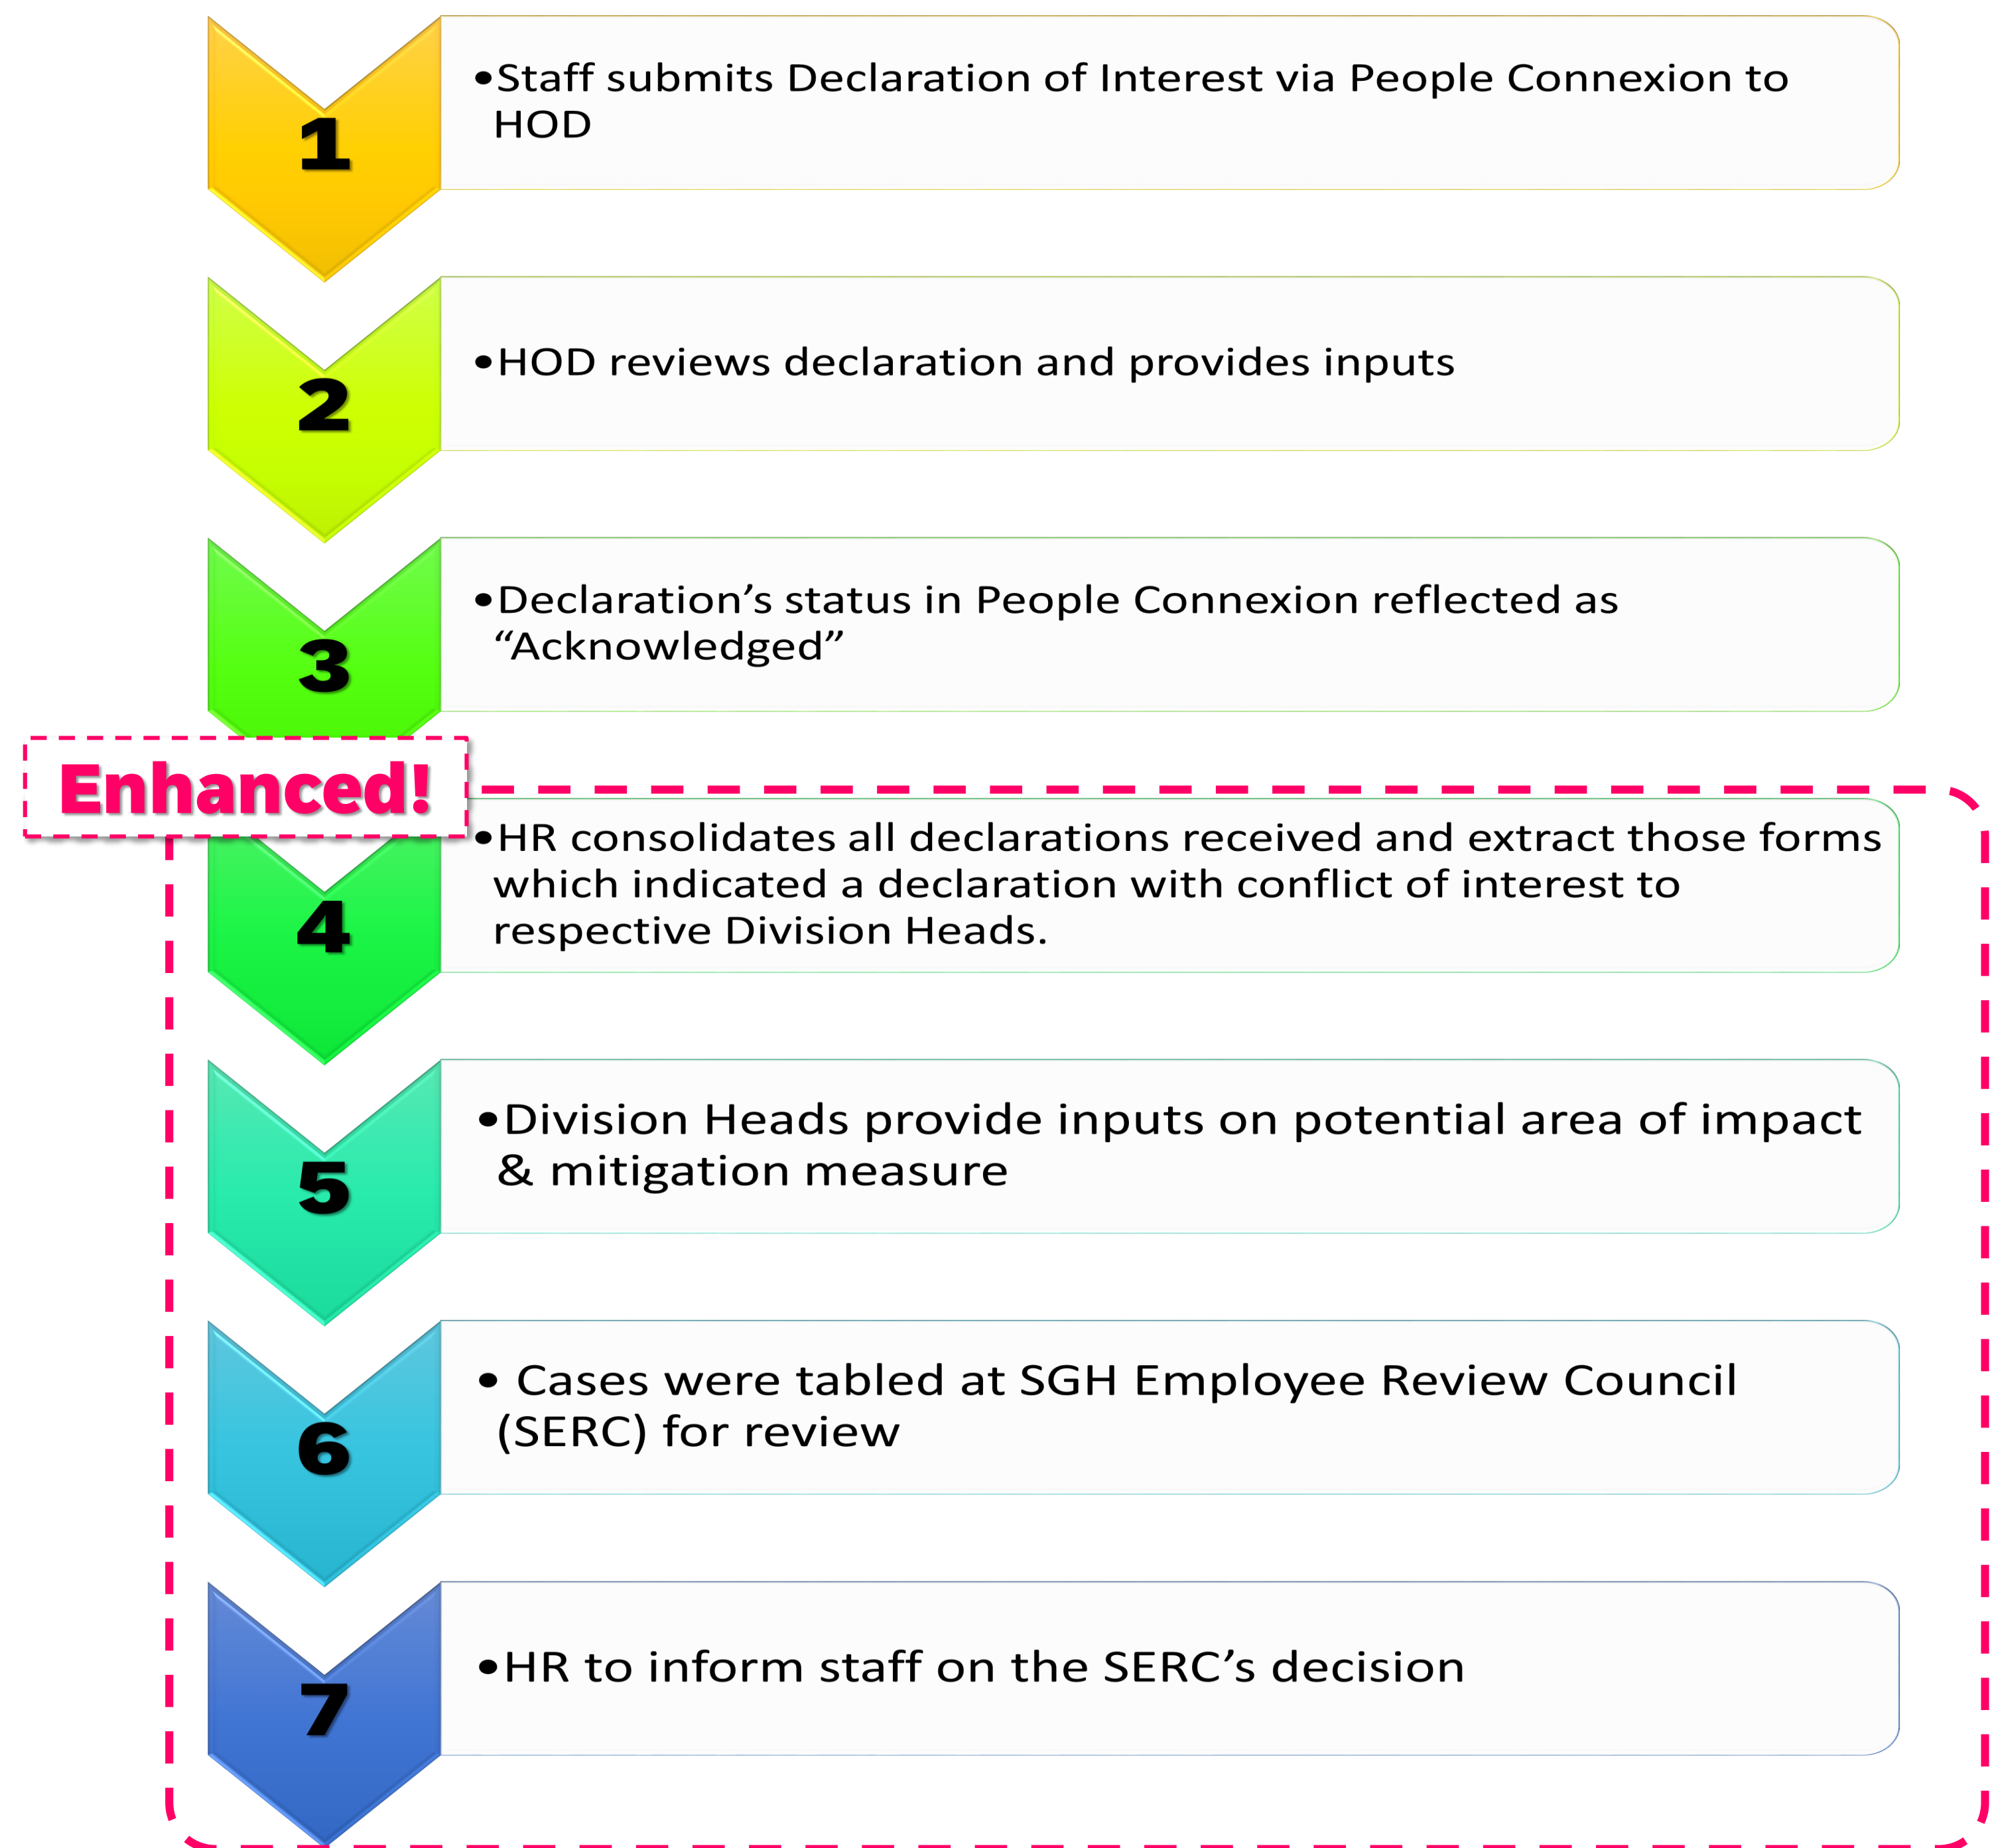 1
•Staff submits Declaration of Interest via People Connexion to
HOD
2
•HOD reviews declaration and provides inputs
3
•Declaration’s status in People Connexion reflected as
“Acknowledged”
Enhanced!
4
•HR consolidates all declarations received and extract those forms
which indicated a declaration with conflict of interest to
respective Division Heads.
5
•Division Heads provide inputs on potential area of impact
& mitigation measure
6
• Cases were tabled at SGH Employee Review Council
(SERC) for review
7
•HR to inform staff on the SERC’s decision